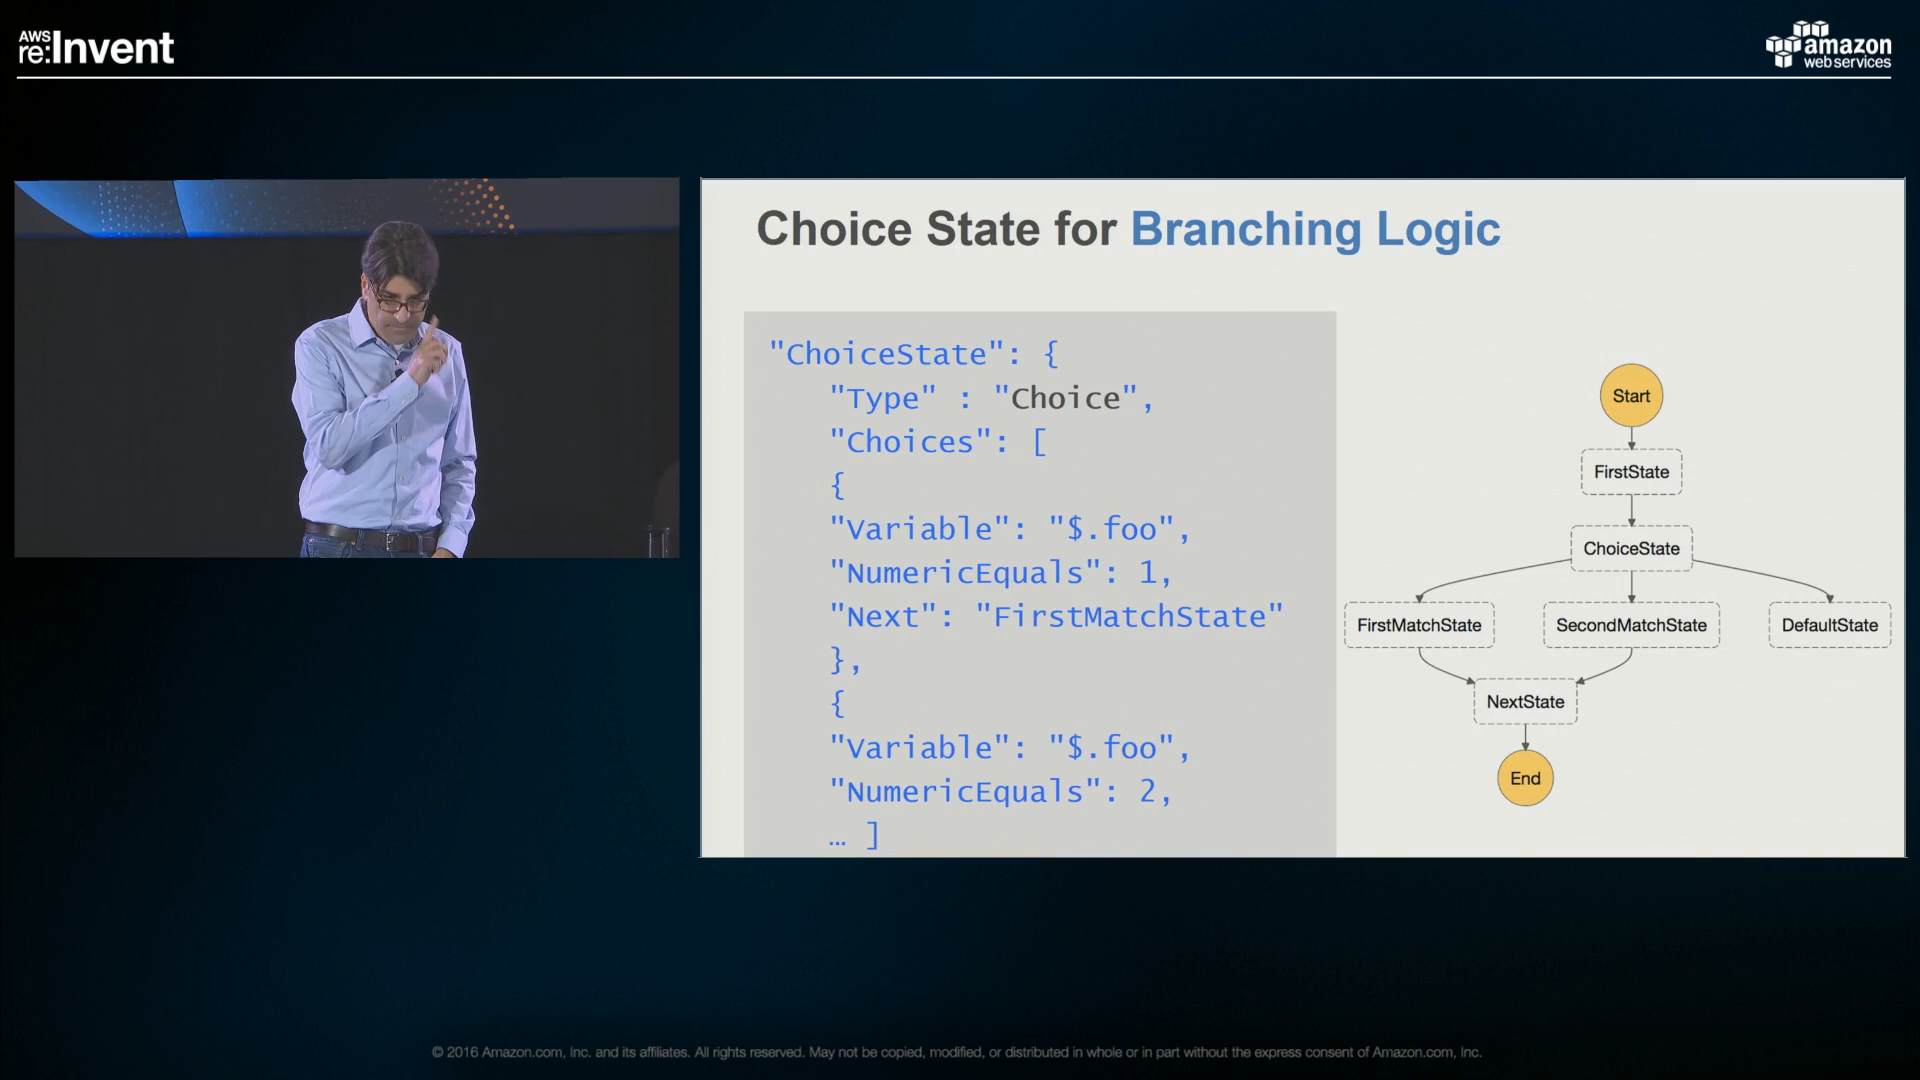 AWS
re:Invent
amazon
web services
Choice State for Branching Logic
"ChoiceState": {
"Type" : "Choice",
"Choices": [
{
"Variable": "$.foo",
"NumericEquals": 1,
"Next": "FirstMatchState"
},
{
"Variable": "$.foo",
"NumericEquals": 2,
… ]
Start
FirstState
ChoiceState
FirstMatchState
SecondMatchState
DefaultState
NextState
End
© 2016 Amazon.com, Inc. and its affiliates. All rights reserved. May not be copied, modified, or distributed in whole or in part without the express consent of Amazon.com, Inc.